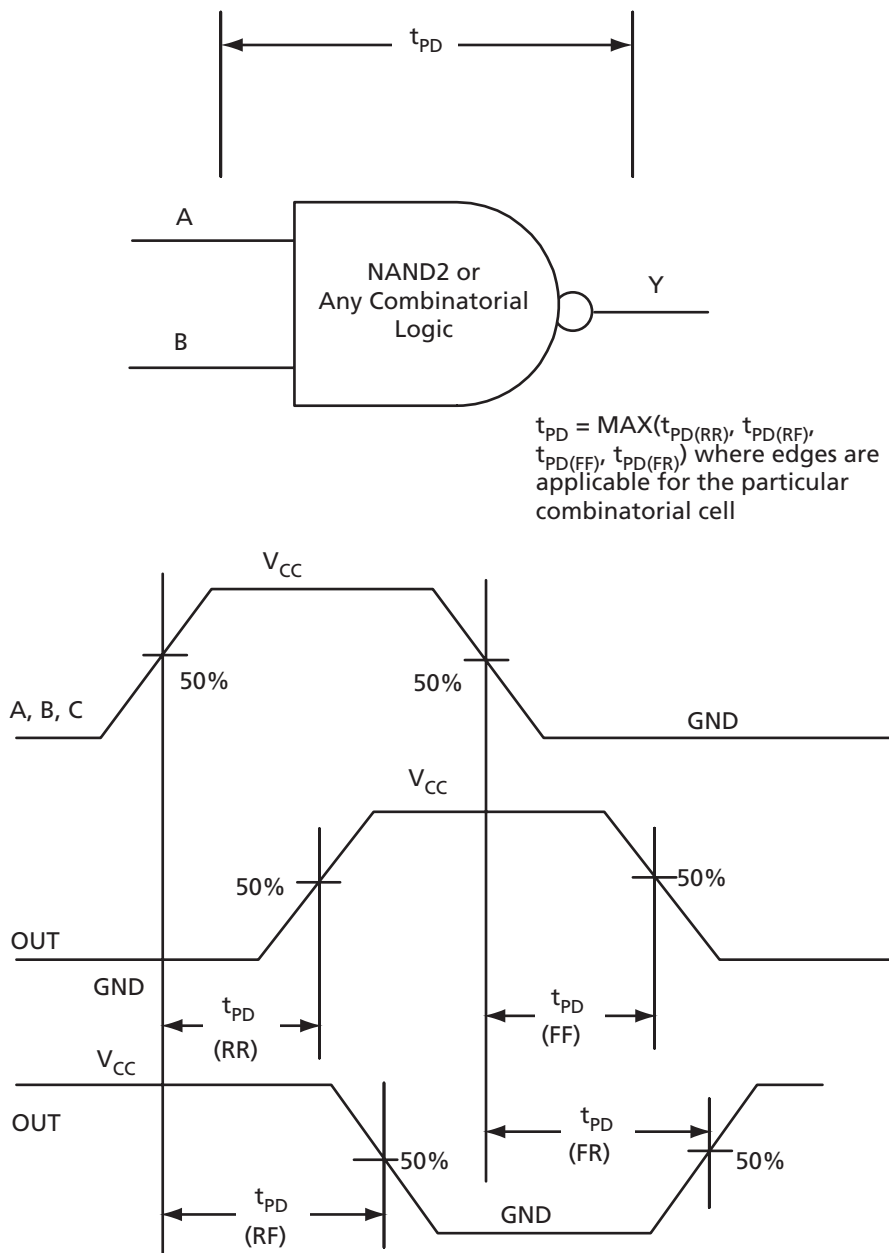 tPD
A
NAND2 or
Any Combinatorial
Logic
Y
B
tPD = MAX(tPD(RR), tPD(RF),
tPD(FF), tPD(FR)) where edges are
applicable for the particular
combinatorial cell
VCC
50%
50%
A, B, C
GND
VCC
50%
50%
OUT
GND
tPD
(RR)
tPD
(FF)
VCC
OUT
tPD
(FR)
50%
50%
tPD
(RF)
GND